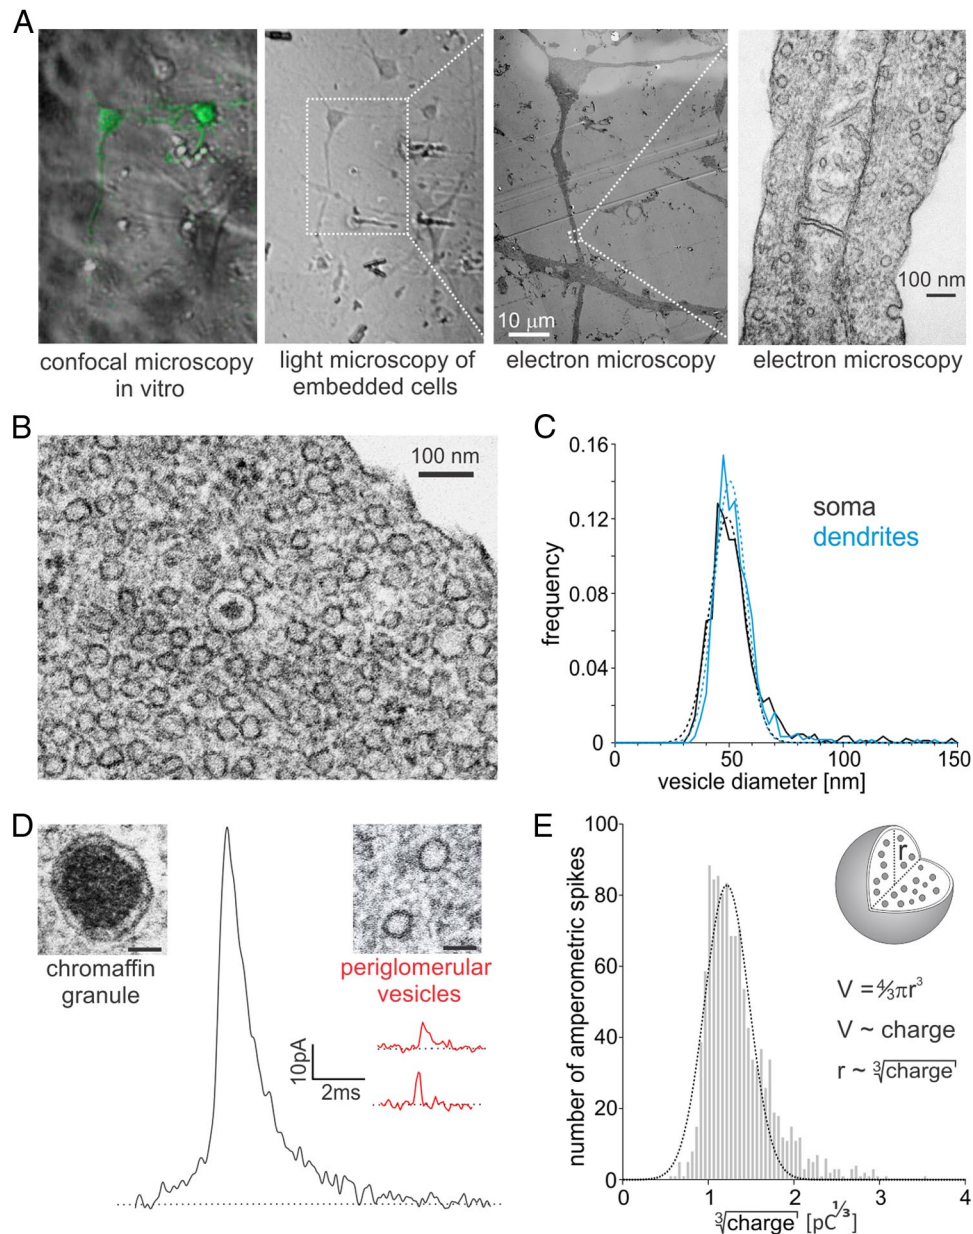 A
10 μm
100 nm
confocal microscopy
in vitro
light microscopy of
embedded cells
electron microscopy
electron microscopy
B
100 nm
C
0.16
0.12
0.08
0.04
0
frequency
soma
dendrites
0
50
100
150
vesicle diameter [nm]
D
chromaffin
granule
periglomerular
vesicles
10pA
2ms
E
100
80
60
40
20
0
number of amperometric spikes
r
V = 4/3πr³
V ~ charge
r ~ ∛charge
0
1
2
3
4
∛charge [pC^1/3]